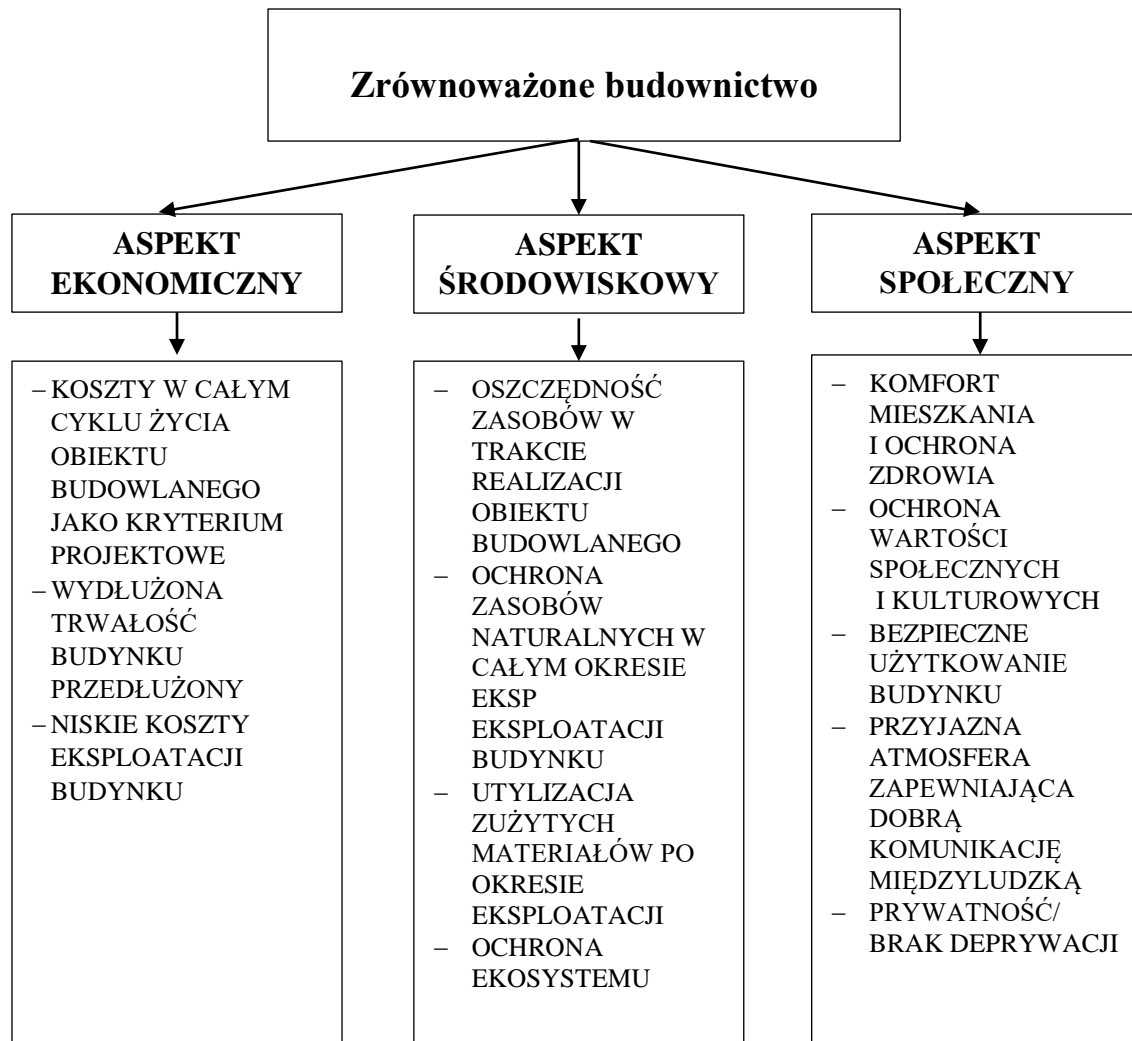 Zrównoważone budownictwo
ASPEKT
EKONOMICZNY
– KOSZTY W CAŁYM
CYKLU ŻYCIA
OBIEKTU
BUDOWLANEGO
JAKO KRYTERIUM
PROJEKTOWE
– WYDŁUŻONA
TRWAŁOŚĆ
BUDYNKU
PRZEDŁUŻONY
– NISKIE KOSZTY
EKSPLOATACJI
BUDYNKU
ASPEKT
ŚRODOWISKOWY
– OSZCZĘDNOŚĆ
ZASOBÓW W
TRAKCIE
REALIZACJI
OBIEKTU
BUDOWLANEGO
– OCHRONA
ZASOBÓW
NATURALNYCH W
CAŁYM OKRESIE
EKSP
EKSPLOATACJI
BUDYNKU
– UTYLIZACJA
ZUŻYTYCH
MATERIAŁÓW PO
OKRESIE
EKSPLOATACJI
– OCHRONA
EKOSYSTEMU
ASPEKT
SPOŁECZNY
– KOMFORT
MIESZKANIA
I OCHRONA
ZDROWIA
– OCHRONA
WARTOŚCI
SPOŁECZNYCH
I KULTUROWYCH
– BEZPIECZNE
UŻYTKOWANIE
BUDYNKU
– PRZYJAZNA
ATMOSFERA
ZAPEWNIAJĄCA
DOBRĄ
KOMUNIKACJĘ
MIĘDZYLUDZKĄ
– PRYWATNOŚĆ/
BRAK DEPRYWACJI